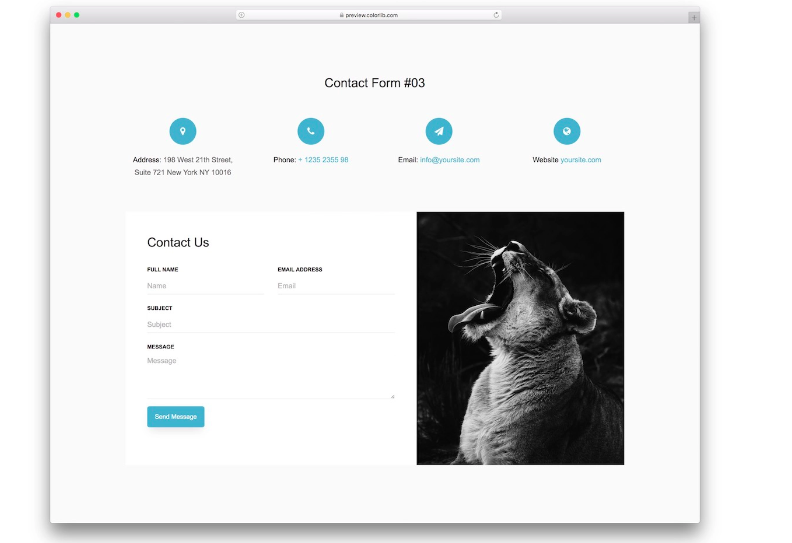 preview.colorlib.com
Contact Form #03
Address: 198 West 21th Street,
Suite 721 New York NY 10016
Phone: + 1235 2355 98
Email: info@yoursite.com
Website yoursite.com
Contact Us
FULL NAME
EMAIL ADDRESS
Name
Email
SUBJECT
Subject
MESSAGE
Message
Send Message